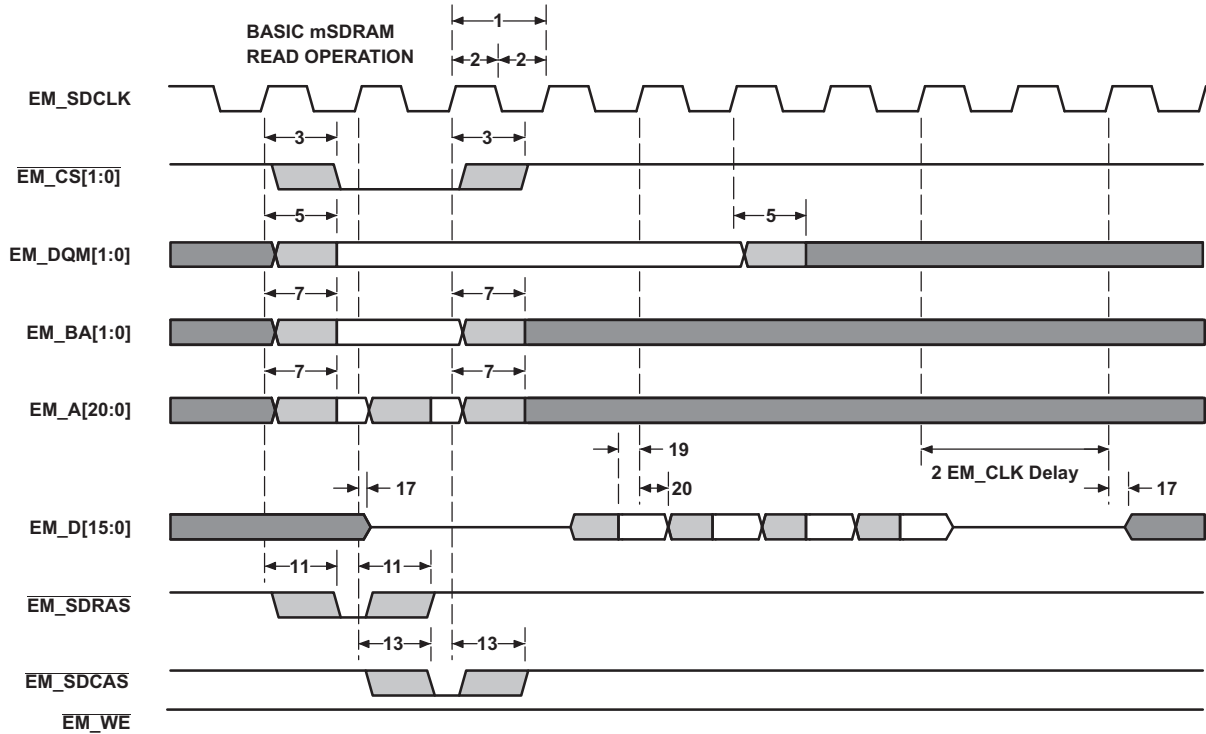 BASIC mSDRAM
READ OPERATION
1
2 2
EM_SDCLK
3 3
EM_CS[1:0]
5 5
EM_DQM[1:0]
7 7
EM_BA[1:0]
7 7
EM_A[20:0]
19
2 EM_CLK Delay
17 20 17
EM_D[15:0]
11 11
EM_SDRAS
13 13
EM_SDCAS
EM_WE